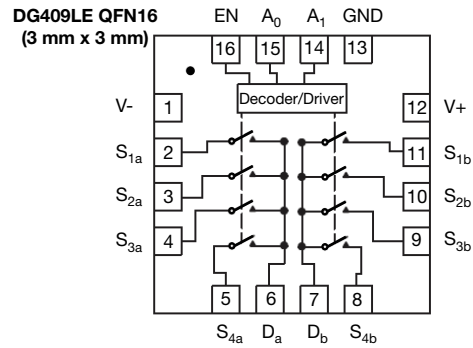 DG409LE QFN16
(3 mm x 3 mm)
EN A0 A1 GND
16 15 14 13
Decoder/Driver
V- 1 12 V+
S1a 2 11 S1b
S2a 3 10 S2b
S3a 4 9 S3b
5 6 7 8
S4a Da Db S4b